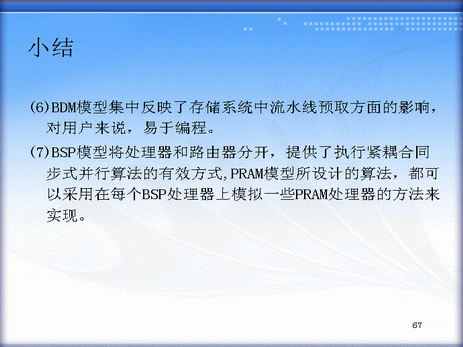 小结
(6)BDM模型集中反映了存储系统中流水线预取方面的影响，
对用户来说，易于编程。
(7)BSP模型将处理器和路由器分开，提供了执行紧耦合同
步式并行算法的有效方式,PRAM模型所设计的算法，都可
以采用在每个BSP处理器上模拟一些PRAM处理器的方法来
实现。
67